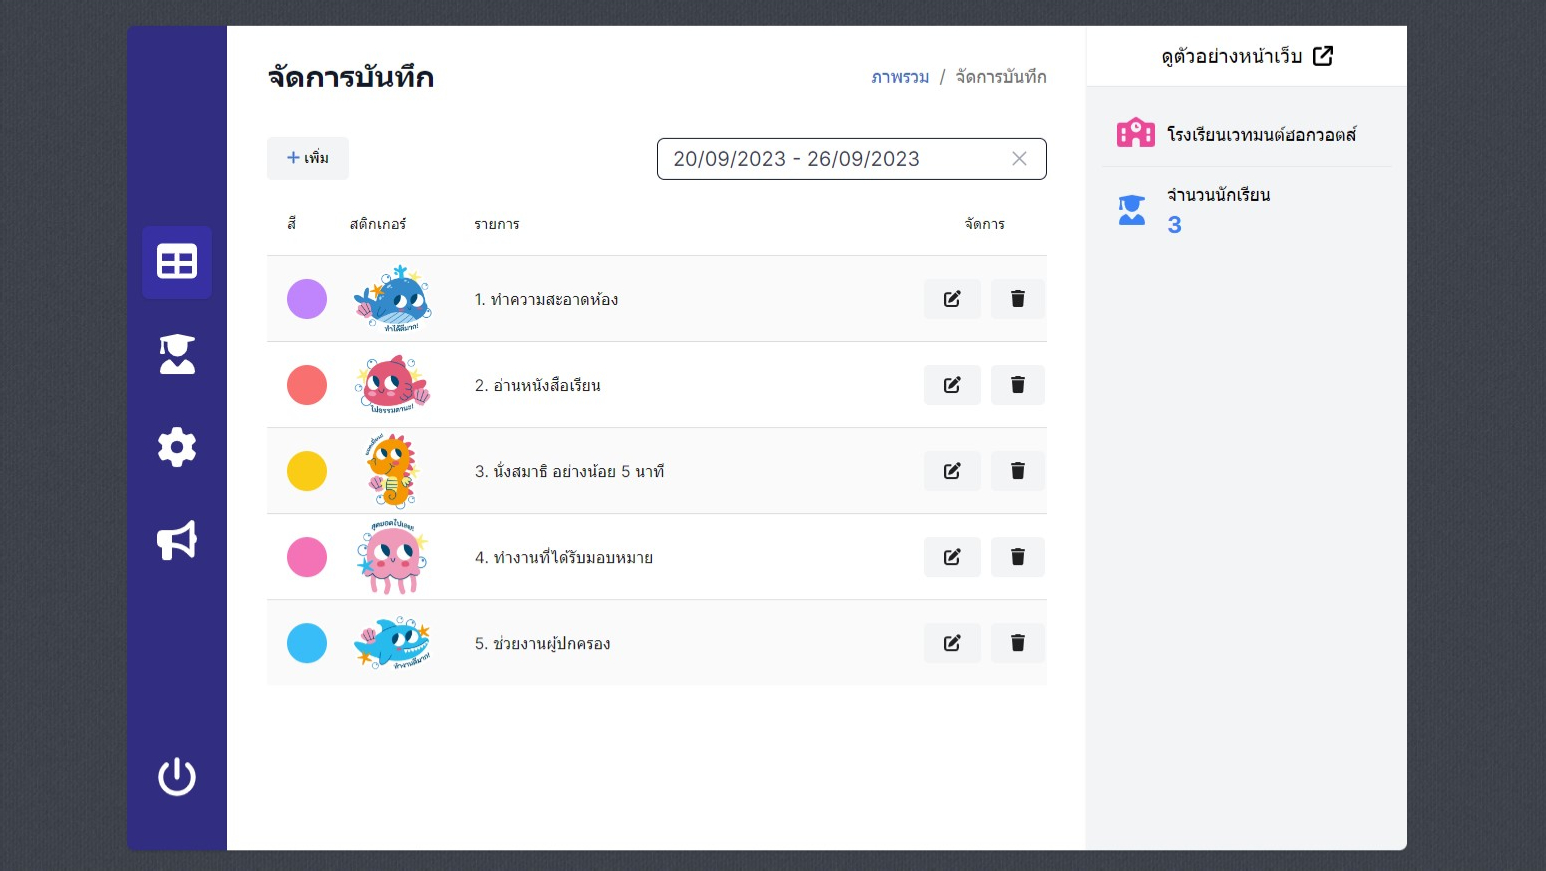 จัดการบันทึก
ภาพรวม / จัดการบันทึก
ดูตัวอย่างหน้าเว็บ
+ เพิ่ม
20/09/2023 - 26/09/2023
โรงเรียนเวทมนต์ฮอกวอตส์
จำนวนนักเรียน
3
สี สติกเกอร์ รายการ จัดการ
ทำได้ดีมาก!
1. ทำความสะอาดห้อง
ไม่ธรรมดานะ!
2. อ่านหนังสือเรียน
ยอดเยี่ยม!
3. นั่งสมาธิ อย่างน้อย 5 นาที
สุดยอดไปเลย!
4. ทำงานที่ได้รับมอบหมาย
ทำงานดีมาก!
5. ช่วยงานผู้ปกครอง